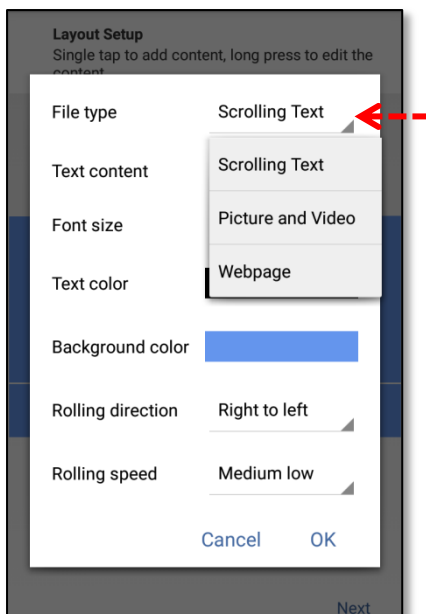 Layout Setup
Single tap to add content, long press to edit the
content
File type Scrolling Text
Scrolling Text
Text content
Picture and Video
Font size
Webpage
Text color
Background color
Rolling direction Right to left
Rolling speed Medium low
Cancel OK
Next